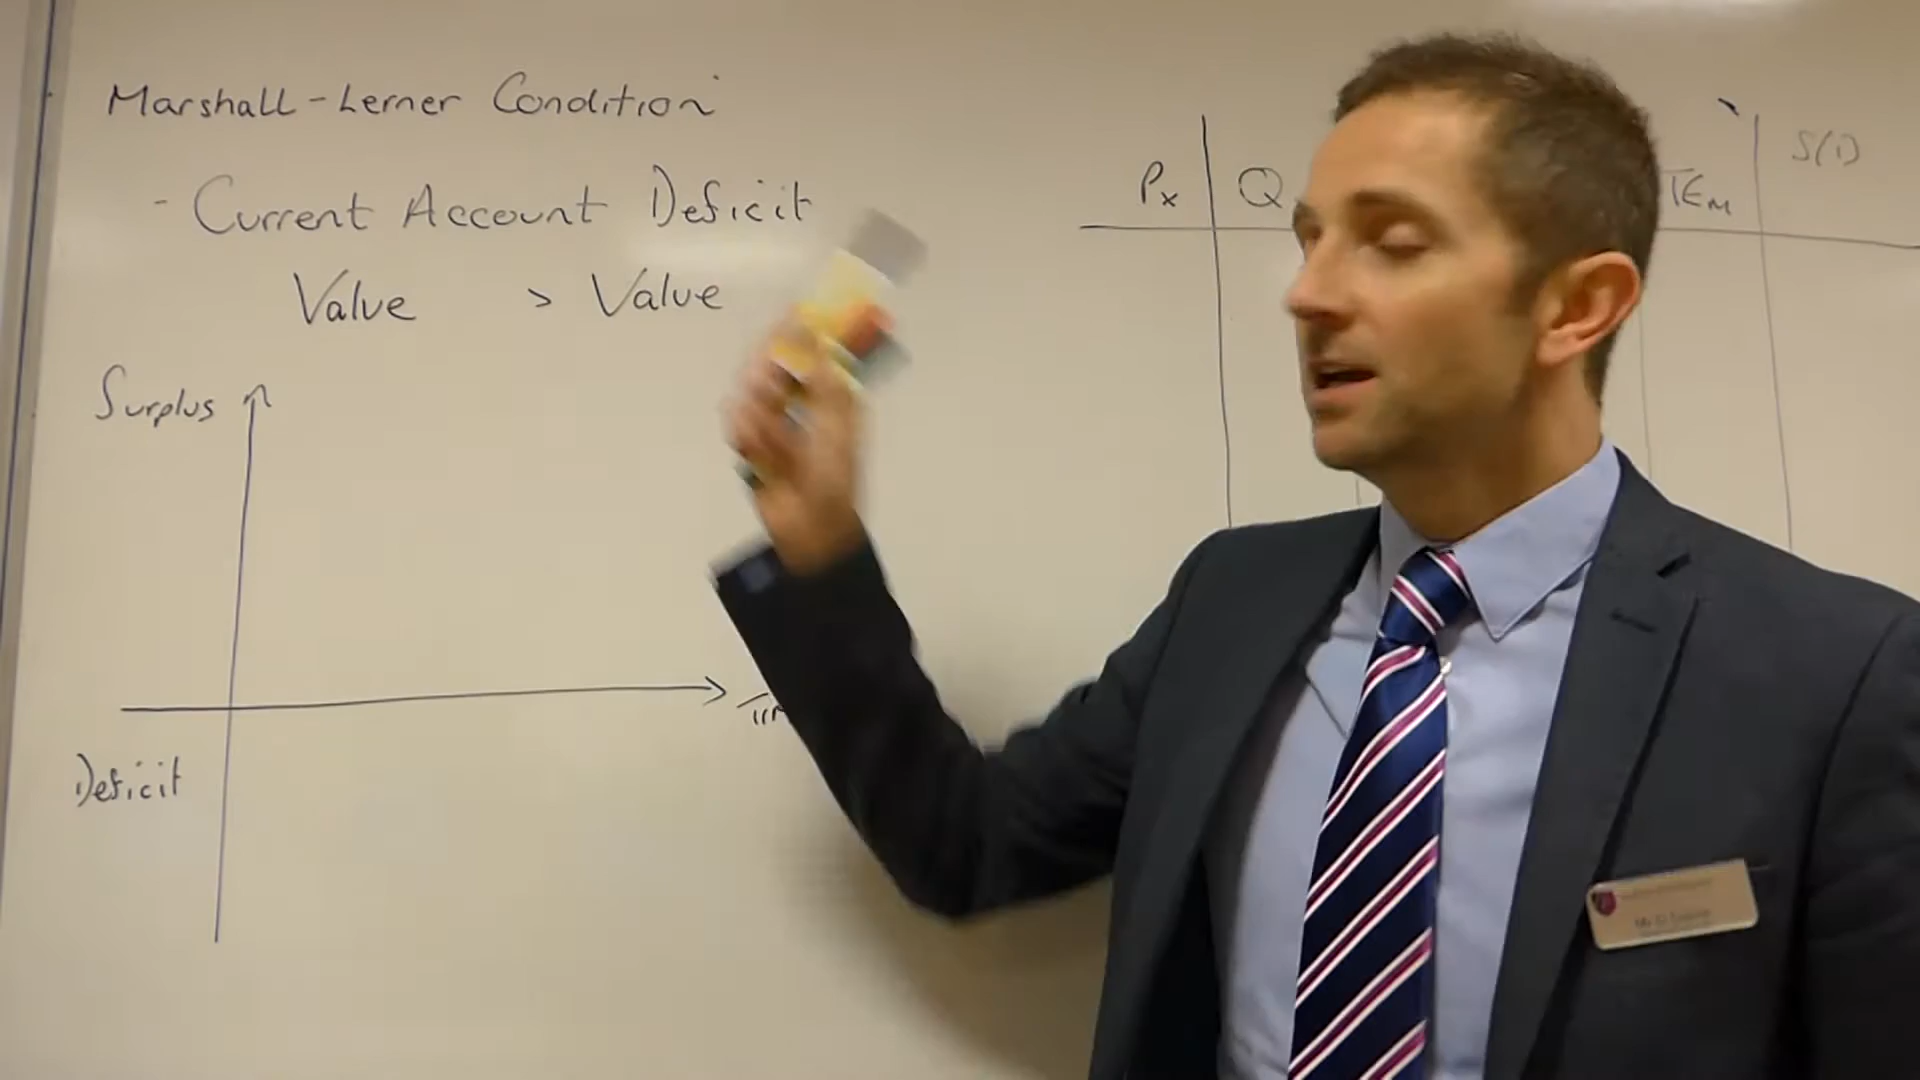 Marshall-Lerner Condition
- Current Account Deficit
Value > Value
Surplus
Deficit
Px Q TEM S(1)